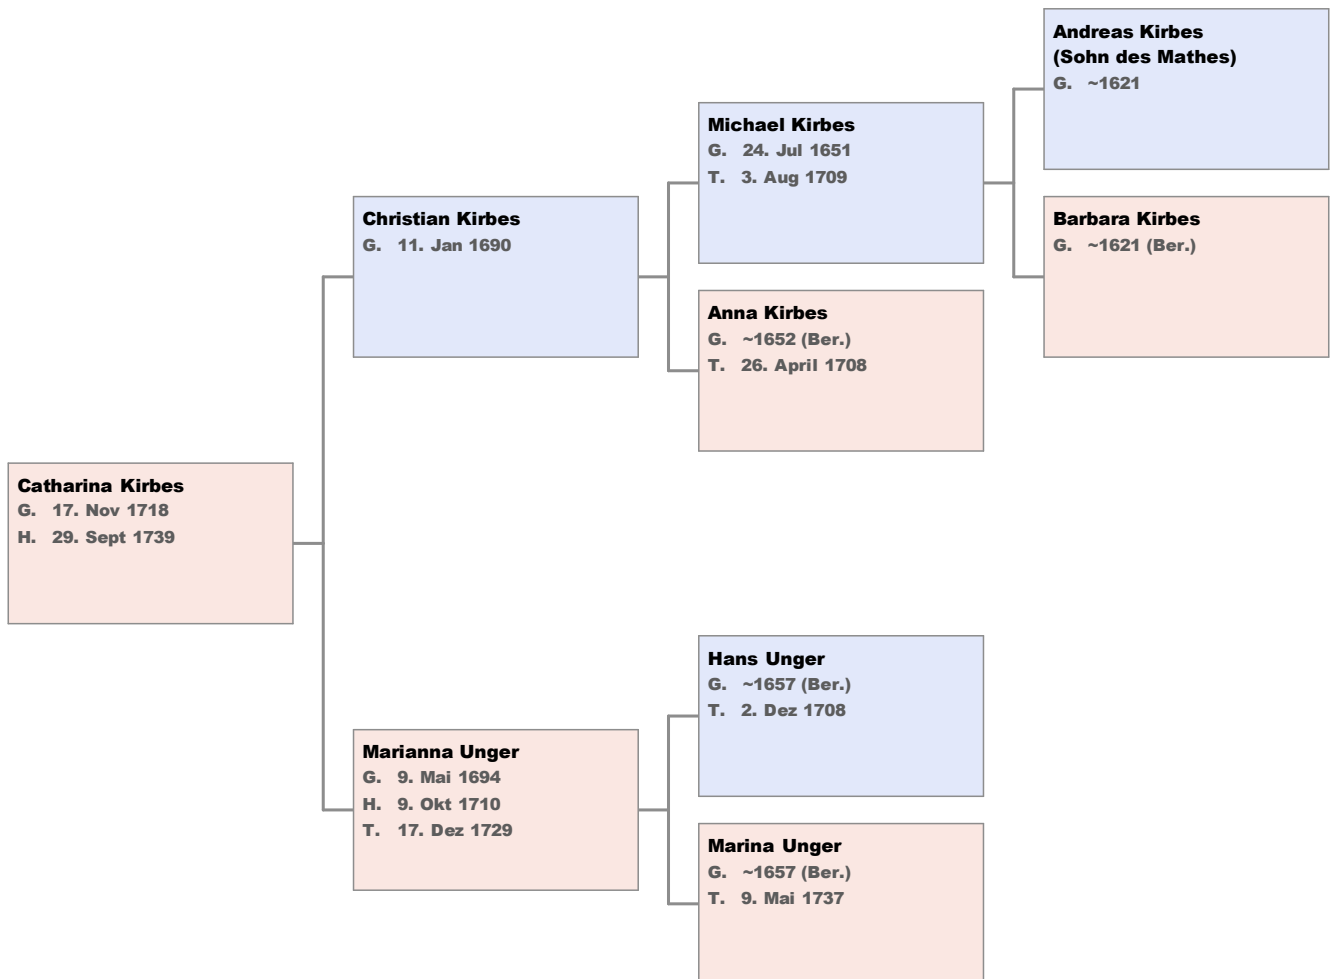 Andreas Kirbes
(Sohn des Mathes)
G. ~1621
Michael Kirbes
G. 24. Jul 1651
T. 3. Aug 1709
Christian Kirbes
G. 11. Jan 1690
Barbara Kirbes
G. ~1621 (Ber.)
Anna Kirbes
G. ~1652 (Ber.)
T. 26. April 1708
Catharina Kirbes
G. 17. Nov 1718
H. 29. Sept 1739
Hans Unger
G. ~1657 (Ber.)
T. 2. Dez 1708
Marianna Unger
G. 9. Mai 1694
H. 9. Okt 1710
T. 17. Dez 1729
Marina Unger
G. ~1657 (Ber.)
T. 9. Mai 1737